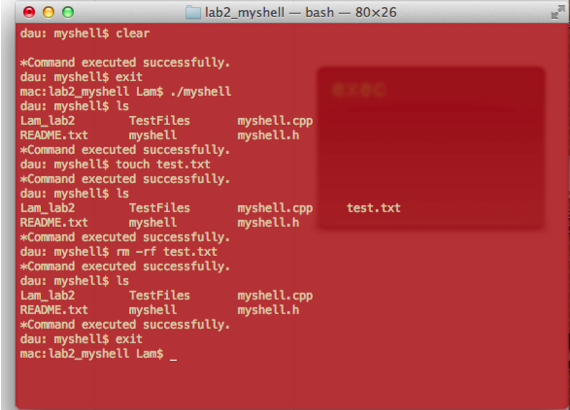 lab2_myshell — bash — 80×26
dau: myshell$ clear
*Command executed successfully.
dau: myshell$ exit
mac:lab2_myshell Lam$ ./myshell
dau: myshell$ ls
Lam_lab2 TestFiles myshell.cpp
README.txt myshell myshell.h
*Command executed successfully.
dau: myshell$ touch test.txt
*Command executed successfully.
dau: myshell$ ls
Lam_lab2 TestFiles myshell.cpp test.txt
README.txt myshell myshell.h
*Command executed successfully.
dau: myshell$ rm -rf test.txt
*Command executed successfully.
dau: myshell$ ls
Lam_lab2 TestFiles myshell.cpp
README.txt myshell myshell.h
*Command executed successfully.
dau: myshell$ exit
mac:lab2_myshell Lam$ _
exec